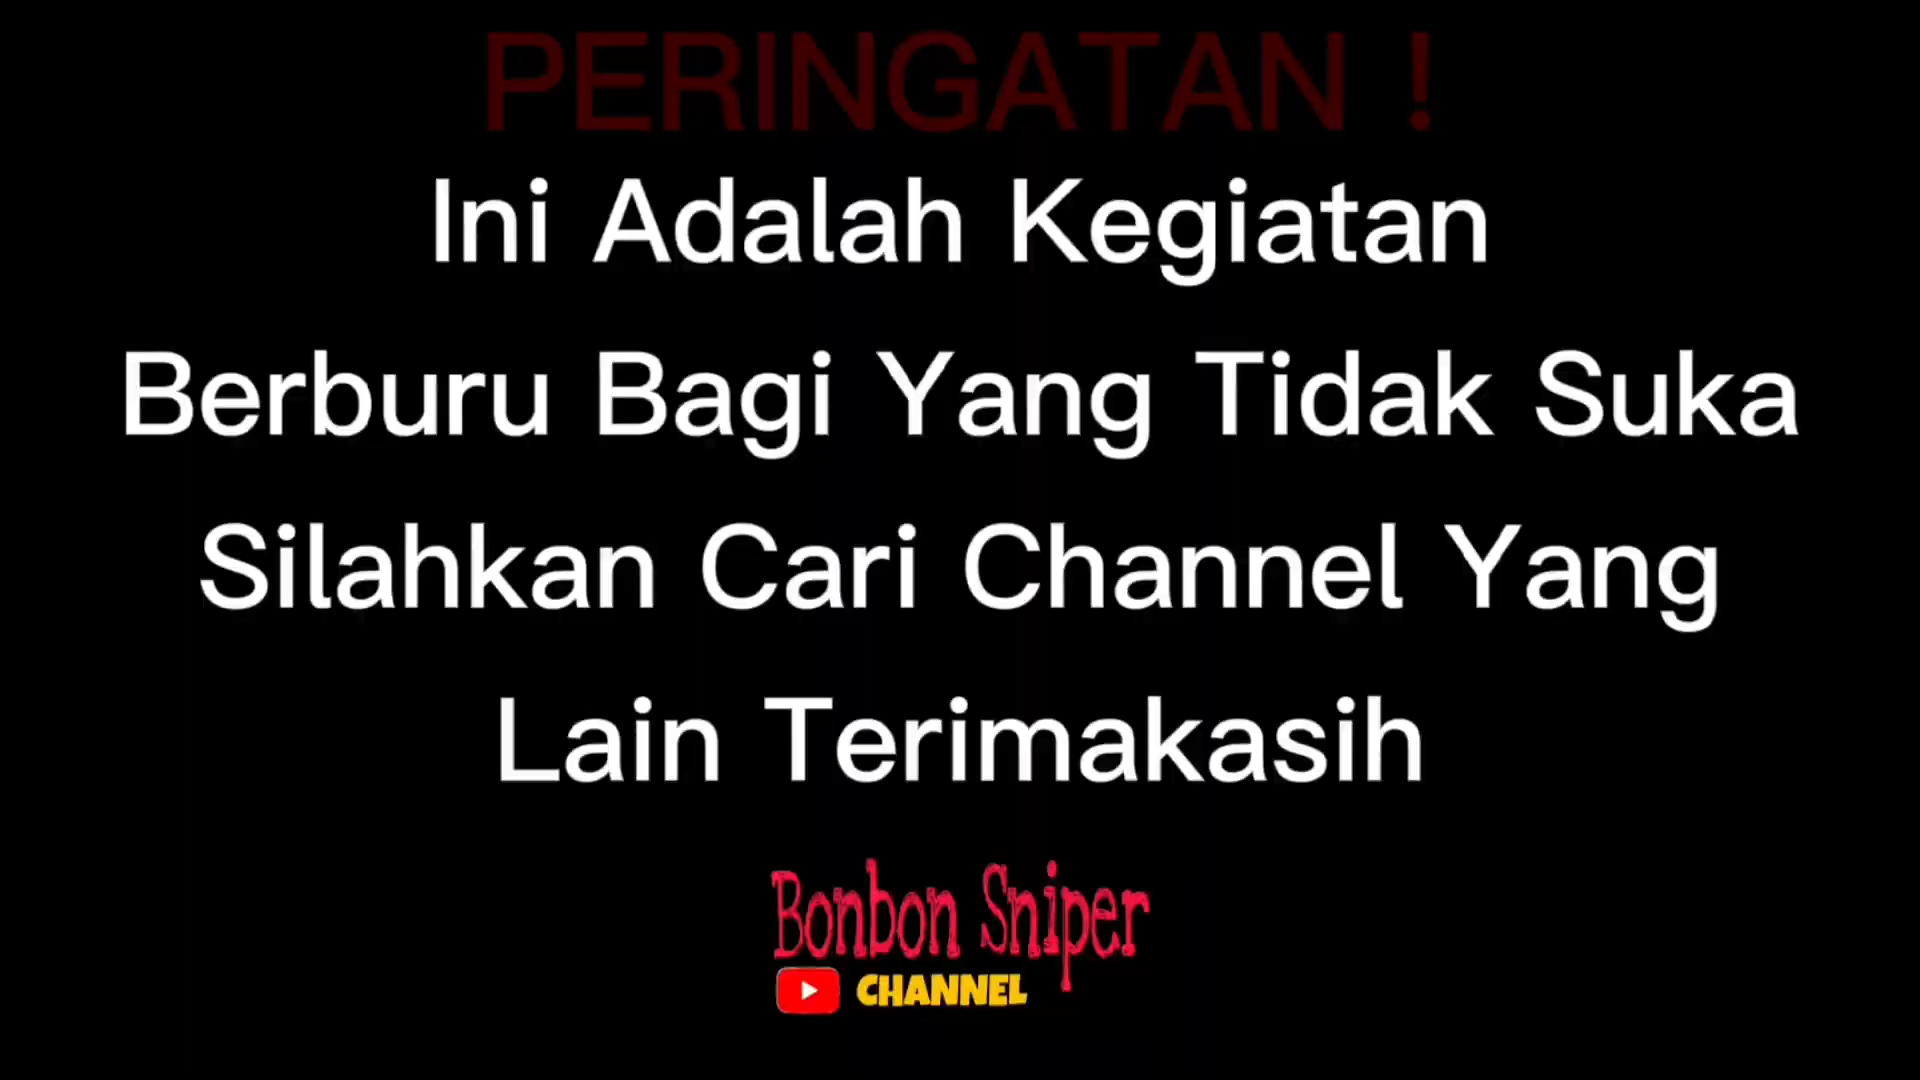 PERINGATAN !
Ini Adalah Kegiatan
Berburu Bagi Yang Tidak Suka
Silahkan Cari Channel Yang
Lain Terimakasih
Bonbon Sniper
CHANNEL